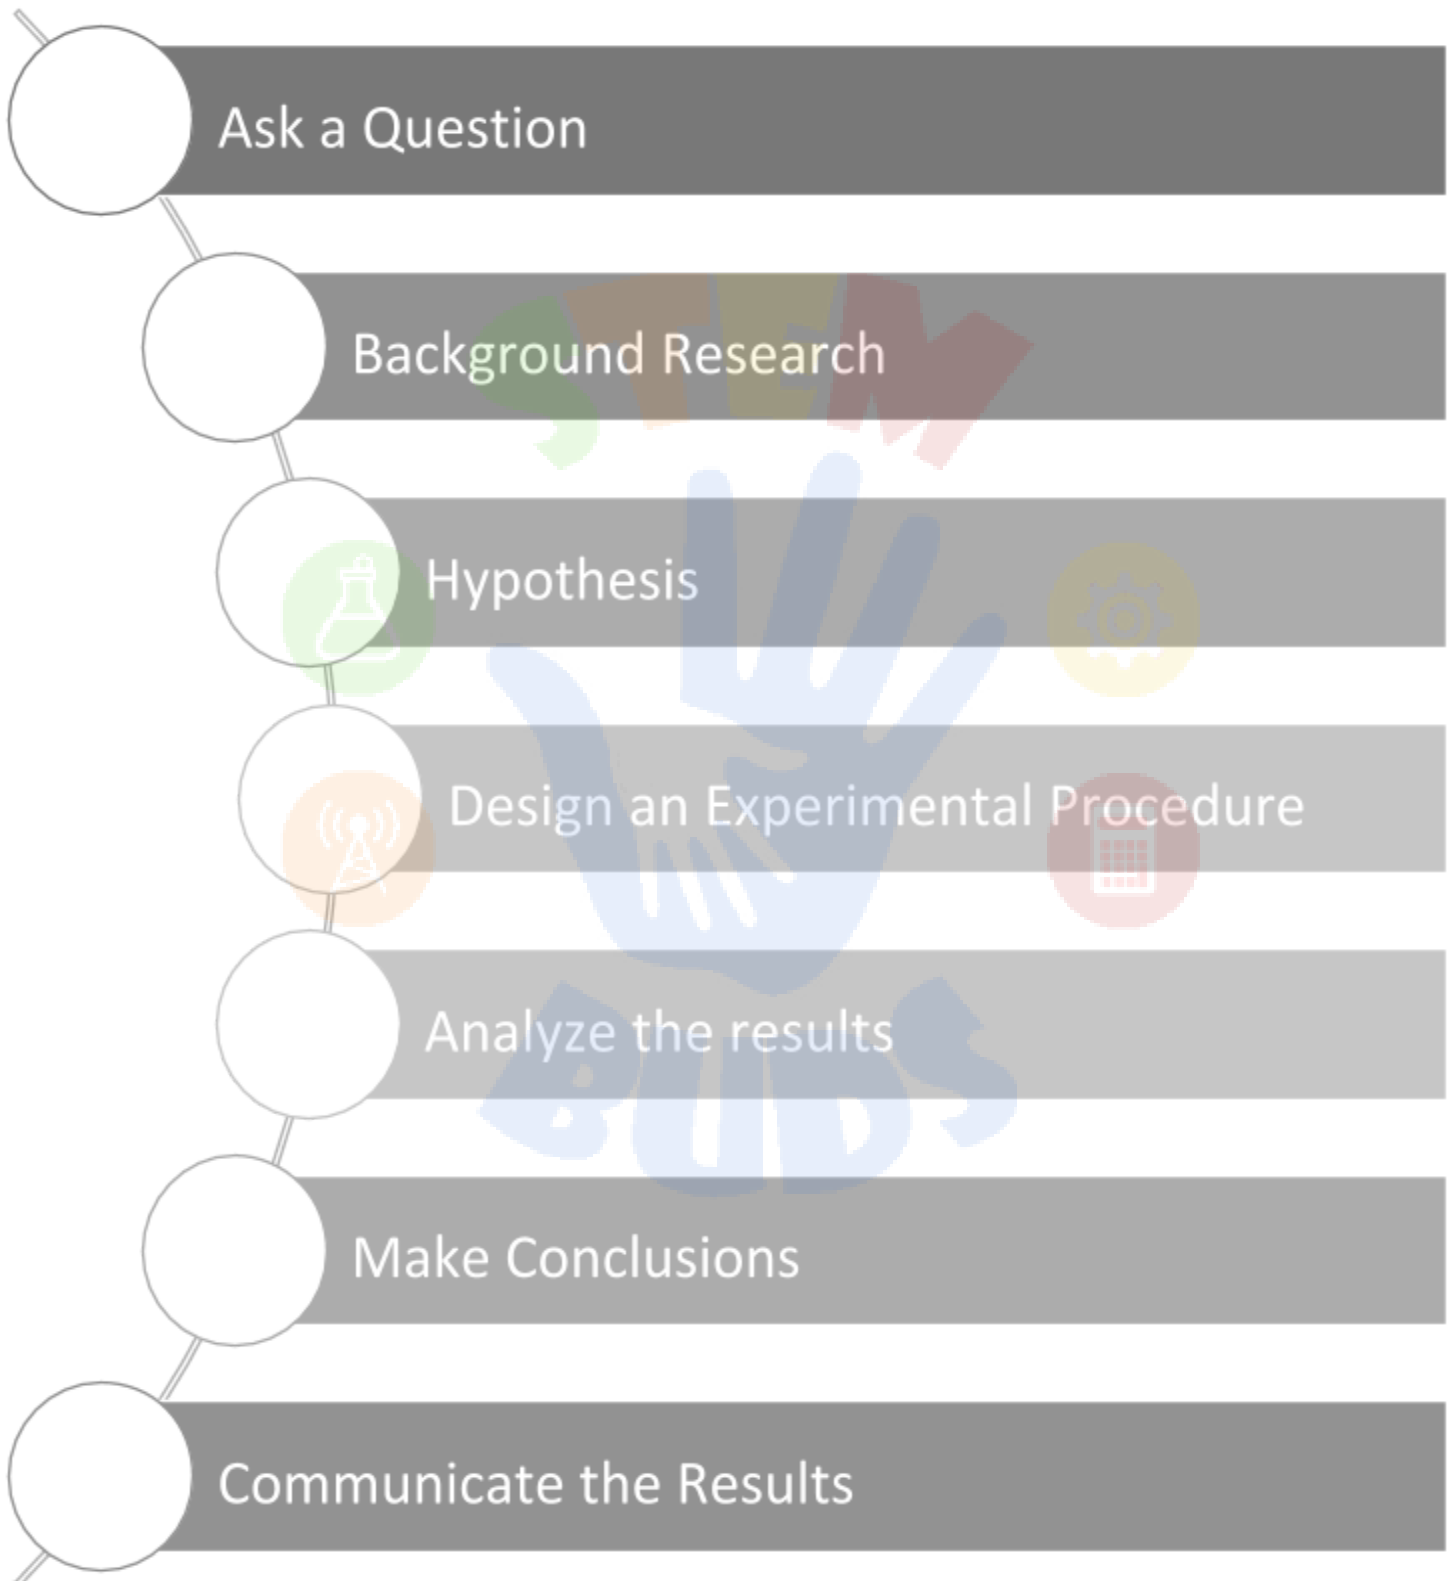 Ask a Question
STEM
Background Research
Hypothesis
Design an Experimental Procedure
Analyze the results
BUDS
Make Conclusions
Communicate the Results